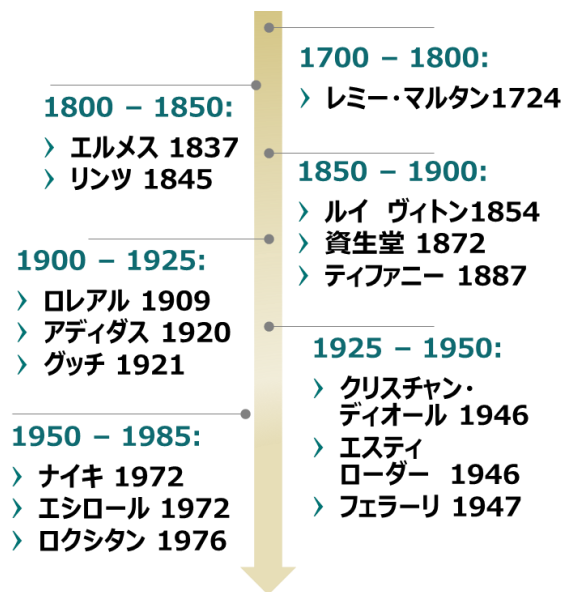 1700 – 1800:
› レミー・マルタン1724
1800 – 1850:
› エルメス 1837
› リンツ 1845
1850 – 1900:
› ルイ　ヴィトン1854
› 資生堂 1872
› ティファニー 1887
1900 – 1925:
› ロレアル 1909
› アディダス 1920
› グッチ 1921
1925 – 1950:
› クリスチャン・
ディオール 1946
› エスティ
ローダー　1946
› フェラーリ 1947
1950 – 1985:
› ナイキ 1972
› エシロール 1972
› ロクシタン 1976